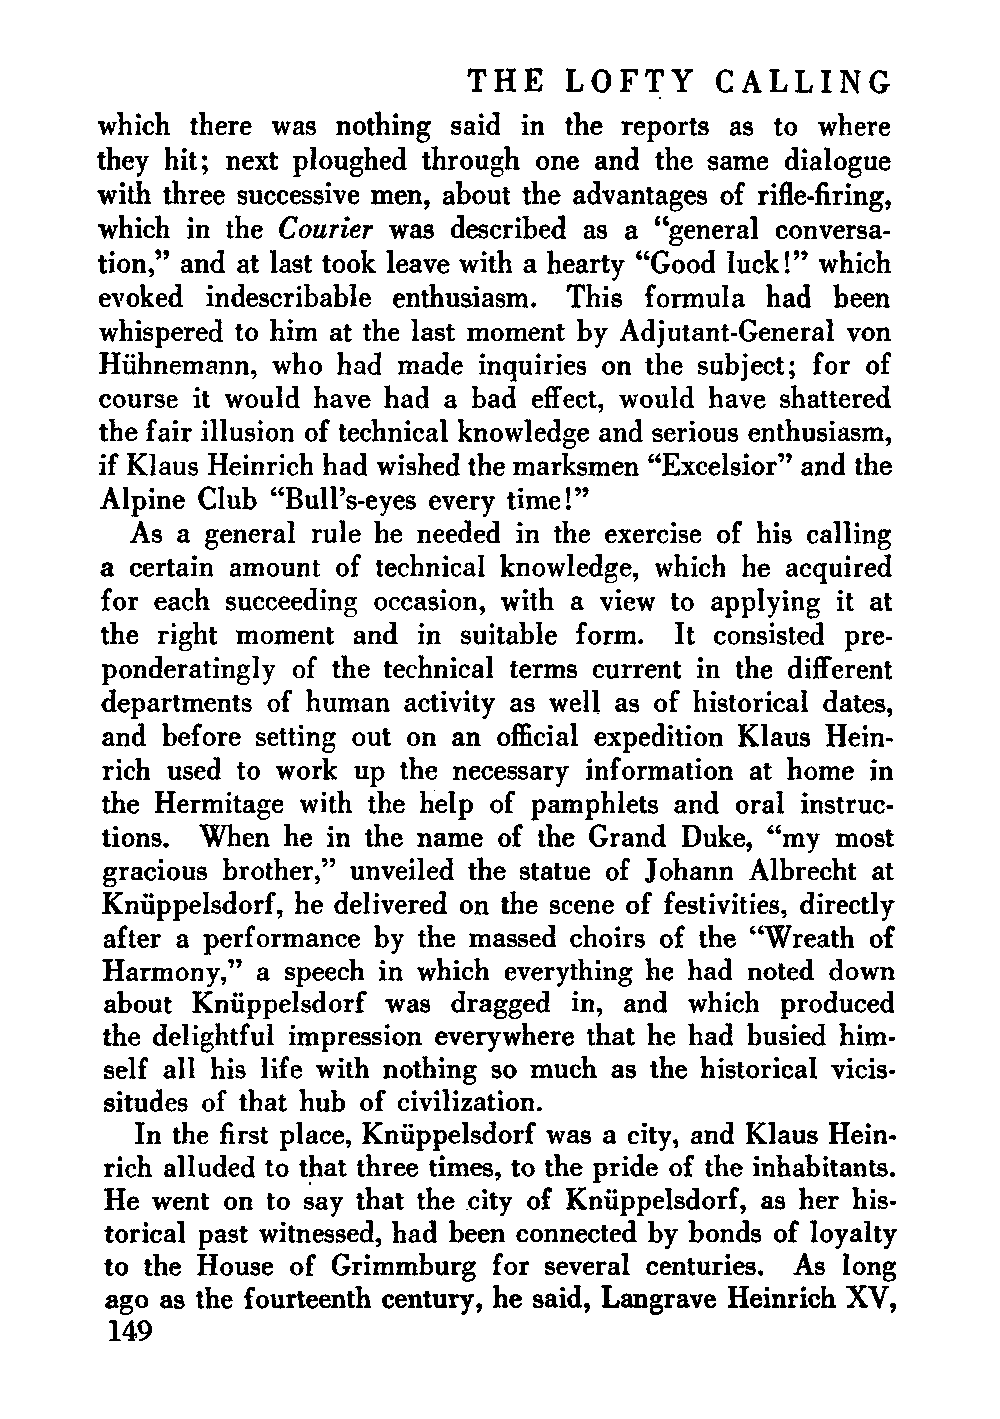 THE LOFTY CALLING
which there was nothing said in the reports as to where
they hit; next ploughed through one and the same dialogue
with three successive men, about the advantages of rifle-firing,
which in the Courier was described as a “general conversa-
tion,” and at last took leave with a hearty “Good luck!” which
evoked indescribable enthusiasm. This formula had been
whispered to him at the last moment by Adjutant-General von
Hühnemann, who had made inquiries on the subject; for of
course it would have had a bad effect, would have shattered
the fair illusion of technical knowledge and serious enthusiasm,
if Klaus Heinrich had wished the marksmen “Excelsior” and the
Alpine Club “Bull’s-eyes every time!”
As a general rule he needed in the exercise of his calling
a certain amount of technical knowledge, which he acquired
for each succeeding occasion, with a view to applying it at
the right moment and in suitable form. It consisted pre-
ponderatingly of the technical terms current in the different
departments of human activity as well as of historical dates,
and before setting out on an official expedition Klaus Hein-
rich used to work up the necessary information at home in
the Hermitage with the help of pamphlets and oral instruc-
tions. When he in the name of the Grand Duke, “my most
gracious brother,” unveiled the statue of Johann Albrecht at
Knüppelsdorf, he delivered on the scene of festivities, directly
after a performance by the massed choirs of the “Wreath of
Harmony,” a speech in which everything he had noted down
about Knüppelsdorf was dragged in, and which produced
the delightful impression everywhere that he had busied him-
self all his life with nothing so much as the historical vicis-
situdes of that hub of civilization.
In the first place, Knüppelsdorf was a city, and Klaus Hein-
rich alluded to that three times, to the pride of the inhabitants.
He went on to say that the city of Knüppelsdorf, as her his-
torical past witnessed, had been connected by bonds of loyalty
to the House of Grimmburg for several centuries. As long
ago as the fourteenth century, he said, Langrave Heinrich XV,
149